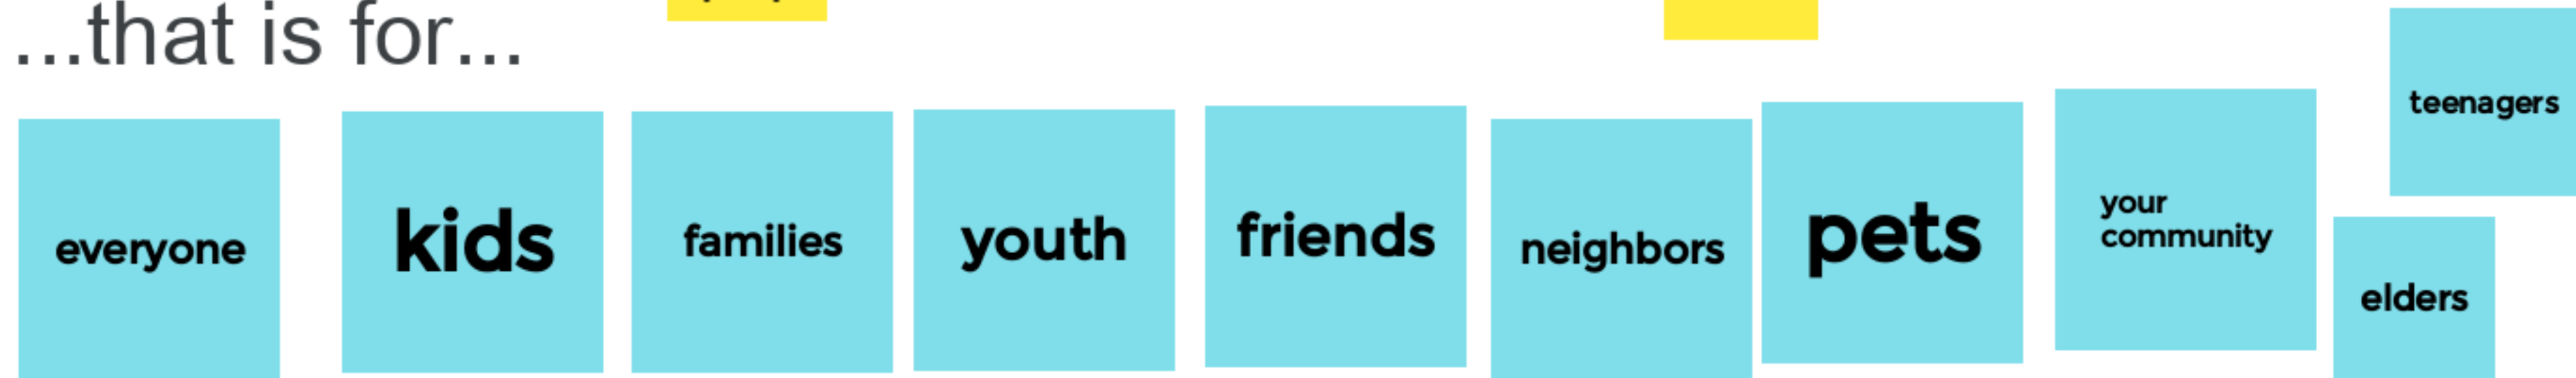 ...that is for...
everyone
kids
families
youth
friends
neighbors
pets
your
community
teenagers
elders